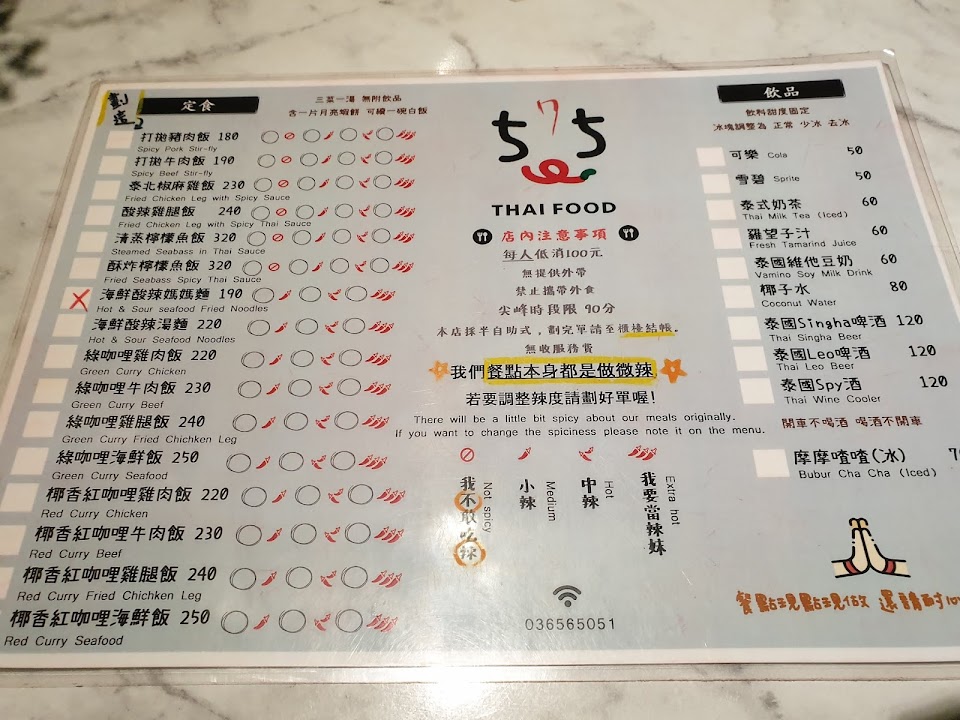 劃這
定食
三菜一湯 無附飲品
含一片月亮蝦餅 可續一碗白飯
打拋豬肉飯 180
Spicy Pork Stir-fly
打拋牛肉飯 190
Spicy Beef Stir-fly
泰北椒麻雞飯 230
Fried Chicken Leg with Spicy Sauce
酸辣雞腿飯 240
Fried Chicken Leg with Spicy Thai Sauce
清蒸檸檬魚飯 320
Steamed Seabass in Thai Sauce
酥炸檸檬魚飯 320
Fried Seabass Spicy Thai Sauce
海鮮酸辣媽媽麵 190
Hot & Sour seafood Fried Noodles
海鮮酸辣湯麵 220
Hot & Sour Seafood Noodles
綠咖哩雞肉飯 220
Green Curry Chicken
綠咖哩牛肉飯 230
Green Curry Beef
綠咖哩雞腿飯 240
Green Curry Fried Chichken Leg
綠咖哩海鮮飯 250
Green Curry Seafood
椰香紅咖哩雞肉飯 220
Red Curry Chicken
椰香紅咖哩牛肉飯 230
Red Curry Beef
椰香紅咖哩雞腿飯 240
Red Curry Fried Chichken Leg
椰香紅咖哩海鮮飯 250
Red Curry Seafood
575
THAI FOOD
店內注意事項
每人低消100元
無提供外帶
禁止攜帶外食
尖峰時段限 90分
本店採半自助式，劃完單請至櫃檯結帳。
無收服務費
我們餐點本身都是做微辣，
若要調整辣度請劃好單喔!
There will be a little bit spicy about our meals originally.
If you want to change the spiciness please note it on the menu.
我不敢吃辣
Not spicy
小辣
Medium
中辣
Hot
我要當辣妹
Extra hot
036565051
飲品
飲料甜度固定
冰塊調整為 正常 少冰 去冰
可樂 Cola 50
雪碧 Sprite 50
泰式奶茶 60
Thai Milk Tea (Iced)
羅望子汁 60
Fresh Tamarind Juice
泰國維他豆奶 60
Vamino Soy Milk Drink
椰子水 80
Coconut Water
泰國Singha啤酒 120
Thai Singha Beer
泰國Leo啤酒 120
Thai Leo Beer
泰國Spy酒 120
Thai Wine Cooler
開車不喝酒 喝酒不開車
摩摩喳喳(冰)
Bubur Cha Cha (Iced)
餐點現點現做 還請耐心